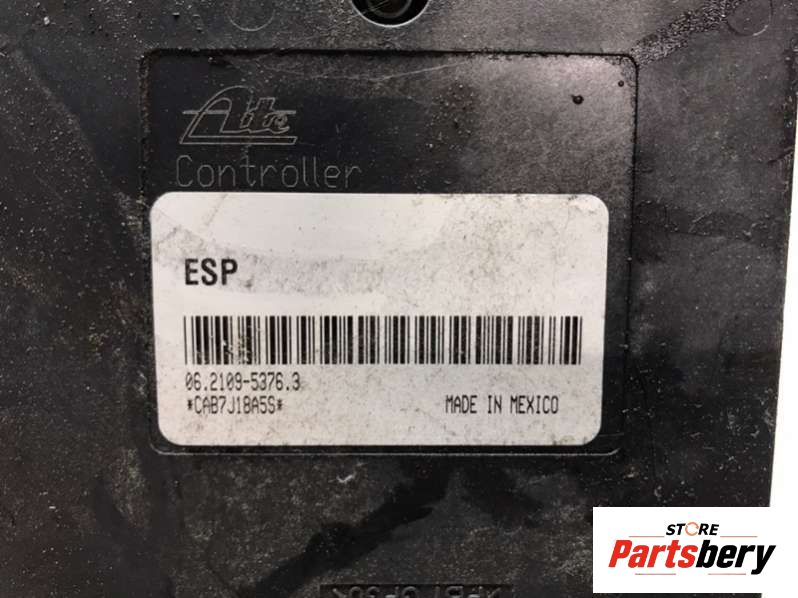 Ate
Controller
ESP
06.2109-5376.3
*CAB7J18A5S*
MADE IN MEXICO
STORE
Partsbery